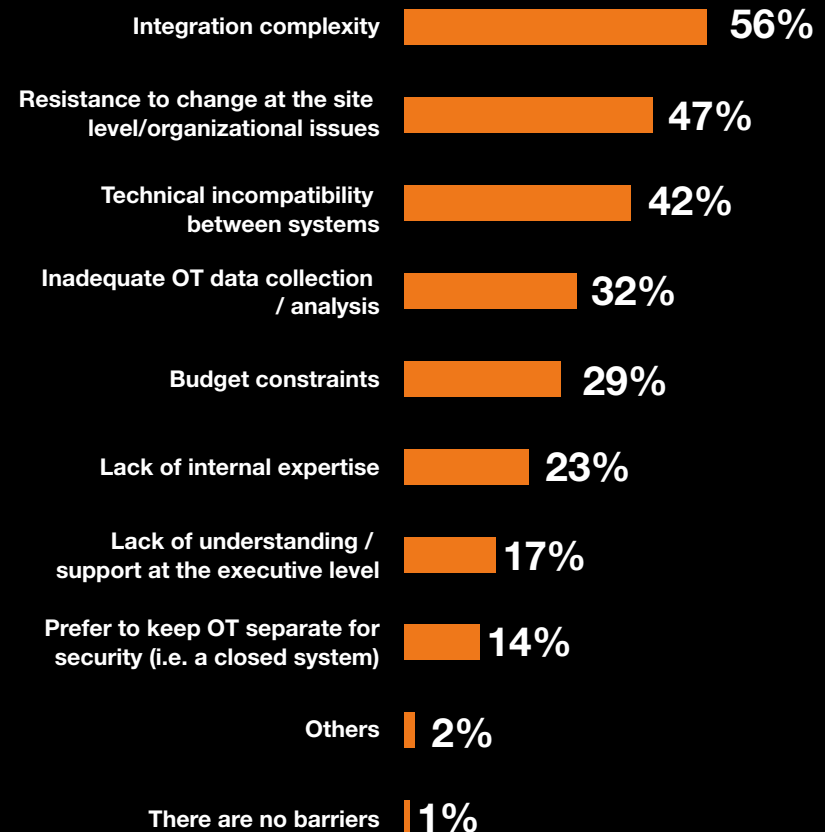 Integration complexity 56%
Resistance to change at the site
level/organizational issues 47%
Technical incompatibility
between systems 42%
Inadequate OT data collection
/ analysis 32%
Budget constraints 29%
Lack of internal expertise 23%
Lack of understanding /
support at the executive level 17%
Prefer to keep OT separate for
security (i.e. a closed system) 14%
Others 2%
There are no barriers 1%